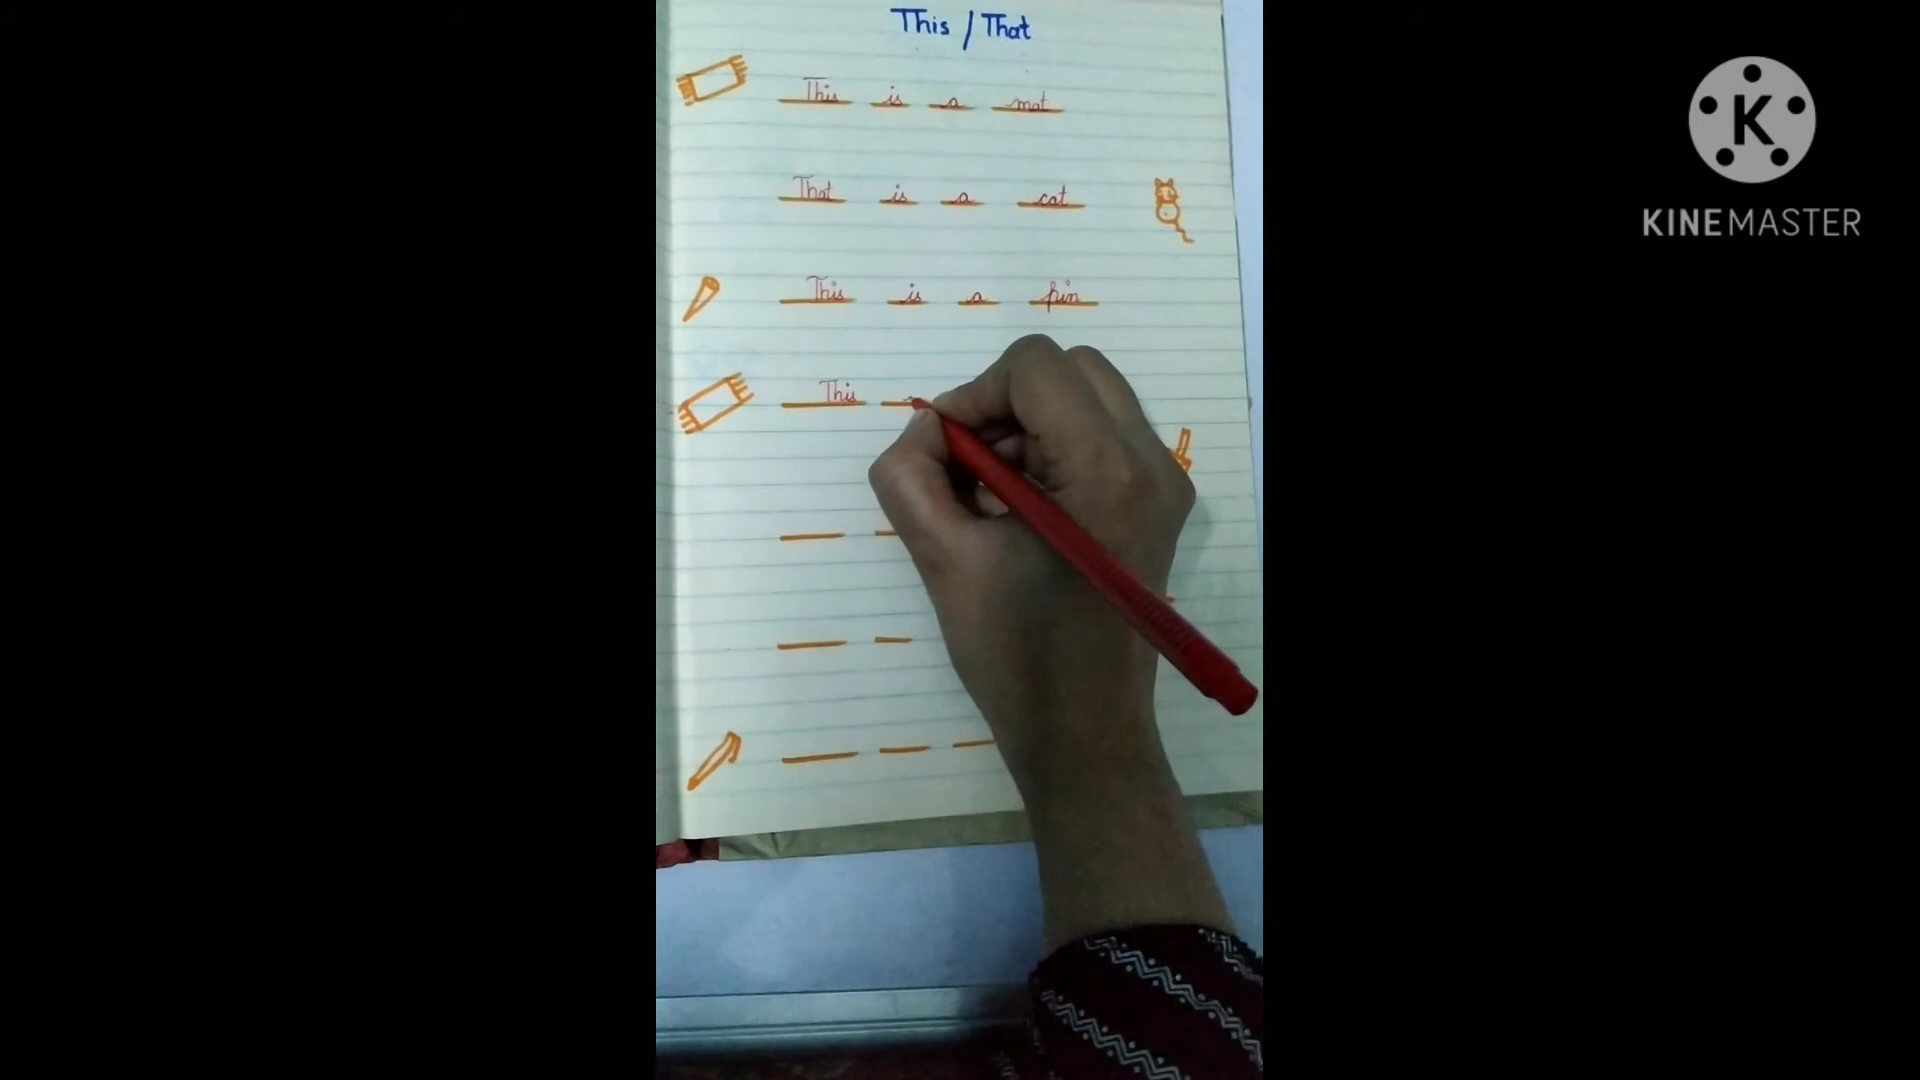 This / That
This is a mat
That is a cat
This is a pin
This
K
KINEMASTER